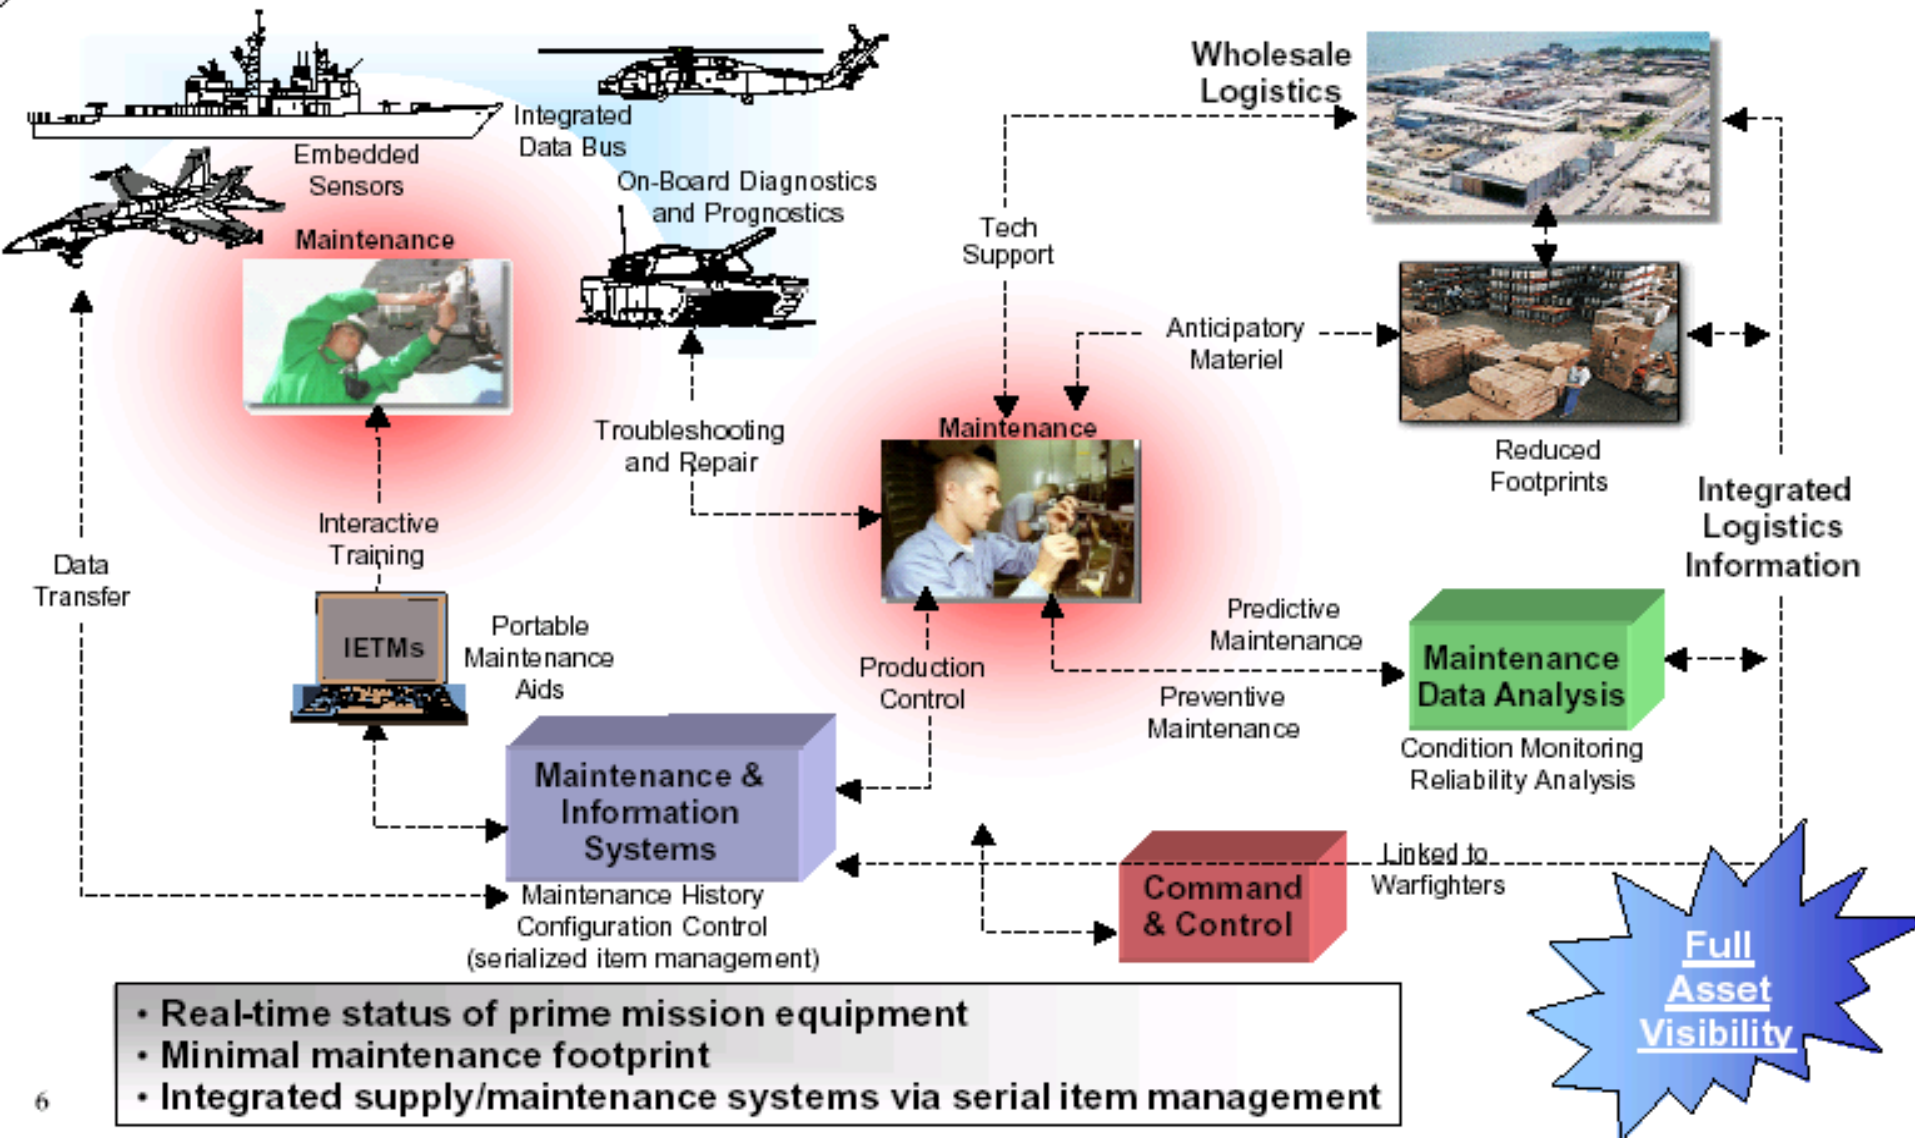 Wholesale
Logistics
Integrated
Data Bus
Embedded
Sensors
On-Board Diagnostics
and Prognostics
Maintenance
Tech
Support
Anticipatory
Materiel
Troubleshooting
and Repair
Maintenance
Reduced
Footprints
Integrated
Logistics
Information
Interactive
Training
Data
Transfer
IETMs
Portable
Maintenance
Aids
Production
Control
Predictive
Maintenance
Preventive
Maintenance
Maintenance
Data Analysis
Condition Monitoring
Reliability Analysis
Maintenance &
Information
Systems
Maintenance History
Configuration Control
(serialized item management)
Command
& Control
Linked to
Warfighters
Full
Asset
Visibility
• Real-time status of prime mission equipment
• Minimal maintenance footprint
• Integrated supply/maintenance systems via serial item management
6